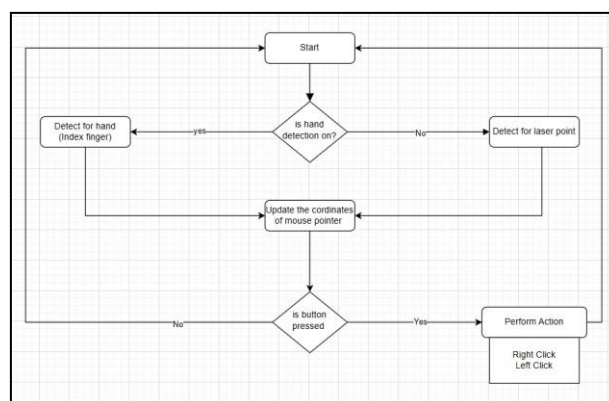 Start
is hand
detection on?
yes
No
Detect for hand
(Index finger)
Detect for laser point
Update the cordinates
of mouse pointer
is button
pressed
No
Yes
Perform Action
Right Click
Left Click